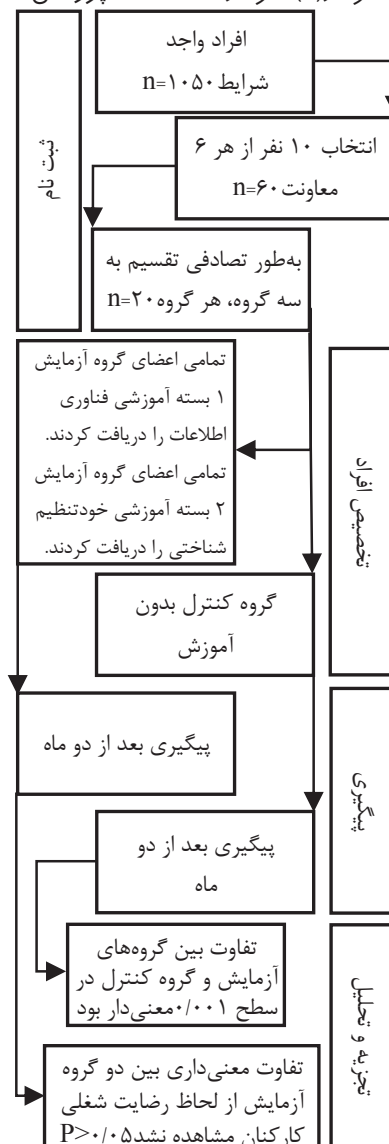 افراد واجد
شرایط n=۱۰۵۰
ثبت نام
انتخاب ۱۰ نفر از هر ۶
معاونت n=۶۰
به‌طور تصادفی تقسیم به
سه گروه، هر گروه n=۲۰
تمامی اعضای گروه آزمایش
۱ بسته آموزشی فناوری
اطلاعات را دریافت کردند.
تمامی اعضای گروه آزمایش
۲ بسته آموزشی خودتنظیم
شناختی را دریافت کردند.
تخصیص افراد
گروه کنترل بدون
آموزش
پیگیری بعد از دو ماه
پیگیری
پیگیری بعد از دو
ماه
تفاوت بین گروه‌های
آزمایش و گروه کنترل در
سطح ۰/۰۰۱ معنی‌دار بود
تجزیه و تحلیل
تفاوت معنی‌داری بین دو گروه
آزمایش از لحاظ رضایت شغلی
کارکنان مشاهده نشد P>۰/۰۵